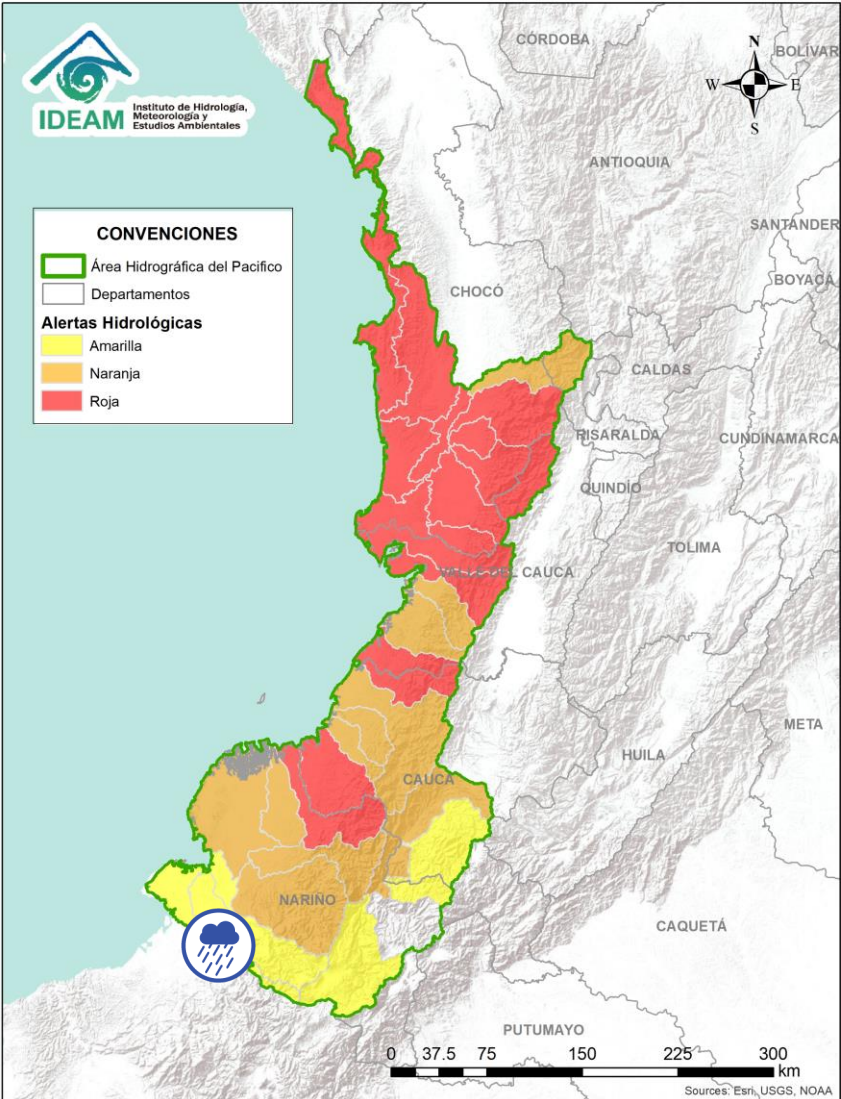 IDEAM
Instituto de Hidrología,
Meteorología y
Estudios Ambientales
CÓRDOBA
BOLÍVAR
N
W
E
S
ANTIOQUIA
SANTANDER
BOYACÁ
CONVENCIONES
Área Hidrográfica del Pacifico
Departamentos
Alertas Hidrológicas
Amarilla
Naranja
Roja
CHOCÓ
CALDAS
RISARALDA
CUNDINAMARCA
QUINDÍO
TOLIMA
VALLE DEL CAUCA
META
HUILA
CAUCA
NARIÑO
CAQUETÁ
PUTUMAYO
0 37.5 75 150 225 300
km
Sources: Esri, USGS, NOAA